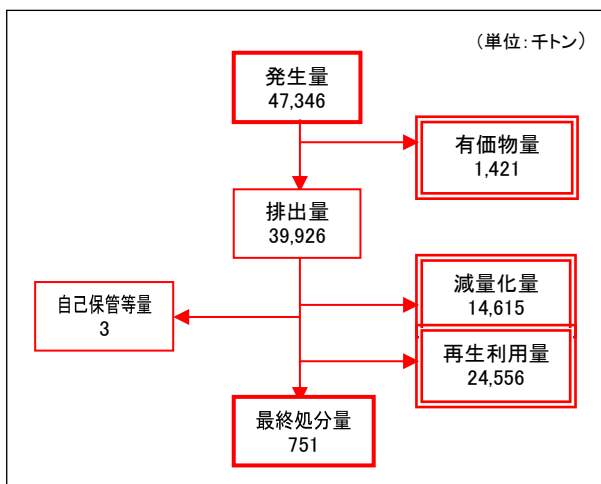 （単位：千トン）
発生量
47,346
有価物量
1,421
排出量
39,926
減量化量
14,615
自己保管等量
3
再生利用量
24,556
最終処分量
751